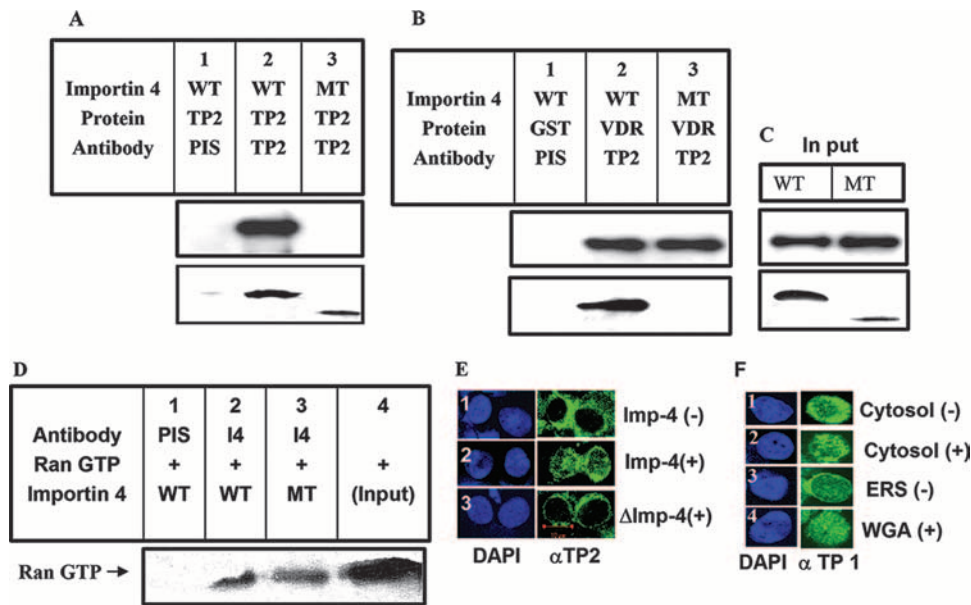 A
1 2 3
Importin 4 WT WT MT
Protein TP2 TP2 TP2
Antibody PIS TP2 TP2
B
1 2 3
Importin 4 WT WT MT
Protein GST VDR VDR
Antibody PIS TP2 TP2
C
In put
WT MT
D
1 2 3 4
Antibody PIS I4 I4
Ran GTP + + + +
Importin 4 WT WT MT (Input)
Ran GTP →
E
1 Imp-4 (-)
2 Imp-4(+)
3 ΔImp-4(+)
DAPI αTP2
F
1 Cytosol (-)
2 Cytosol (+)
3 ERS (-)
4 WGA (+)
DAPI α TP 1